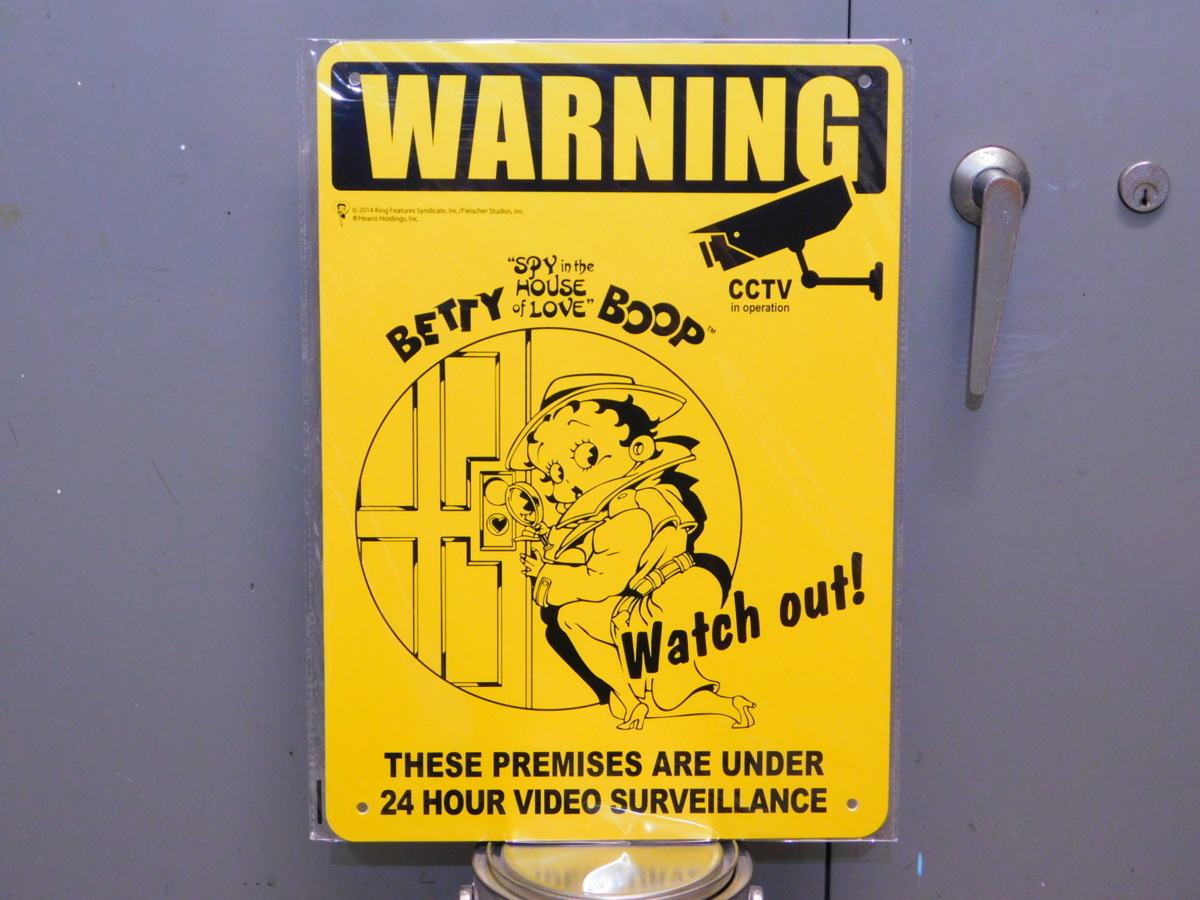 WARNING
© 2014 King Features Syndicate, Inc./Fleischer Studios, Inc.
®Hearst Holdings, Inc.
CCTV
in operation
"SPY in the
HOUSE
of LOVE"
BETTY BOOP™
Watch out!
THESE PREMISES ARE UNDER
24 HOUR VIDEO SURVEILLANCE